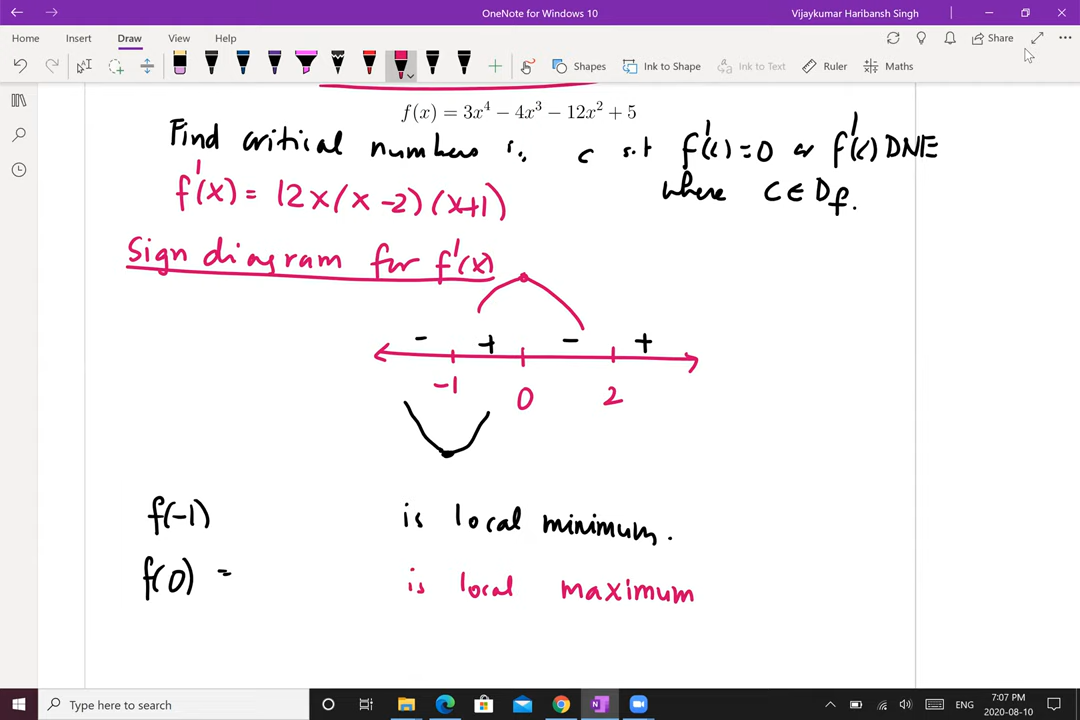 OneNote for Windows 10
Vijaykumar Haribansh Singh
Home Insert Draw View Help
Share
Shapes Ink to Shape Ink to Text Ruler Maths
f(x) = 3x⁴ − 4x³ − 12x² + 5
Find critical numbers i. c s.t f'(c)=0 or f'(c) DNE
where c ∈ Df.
f'(x) = 12x(x-2)(x+1)
Sign diagram for f'(x)
- + - +
-1 0 2
f(-1) is local minimum.
f(0) = is local maximum
Type here to search
ENG
7:07 PM
2020-08-10